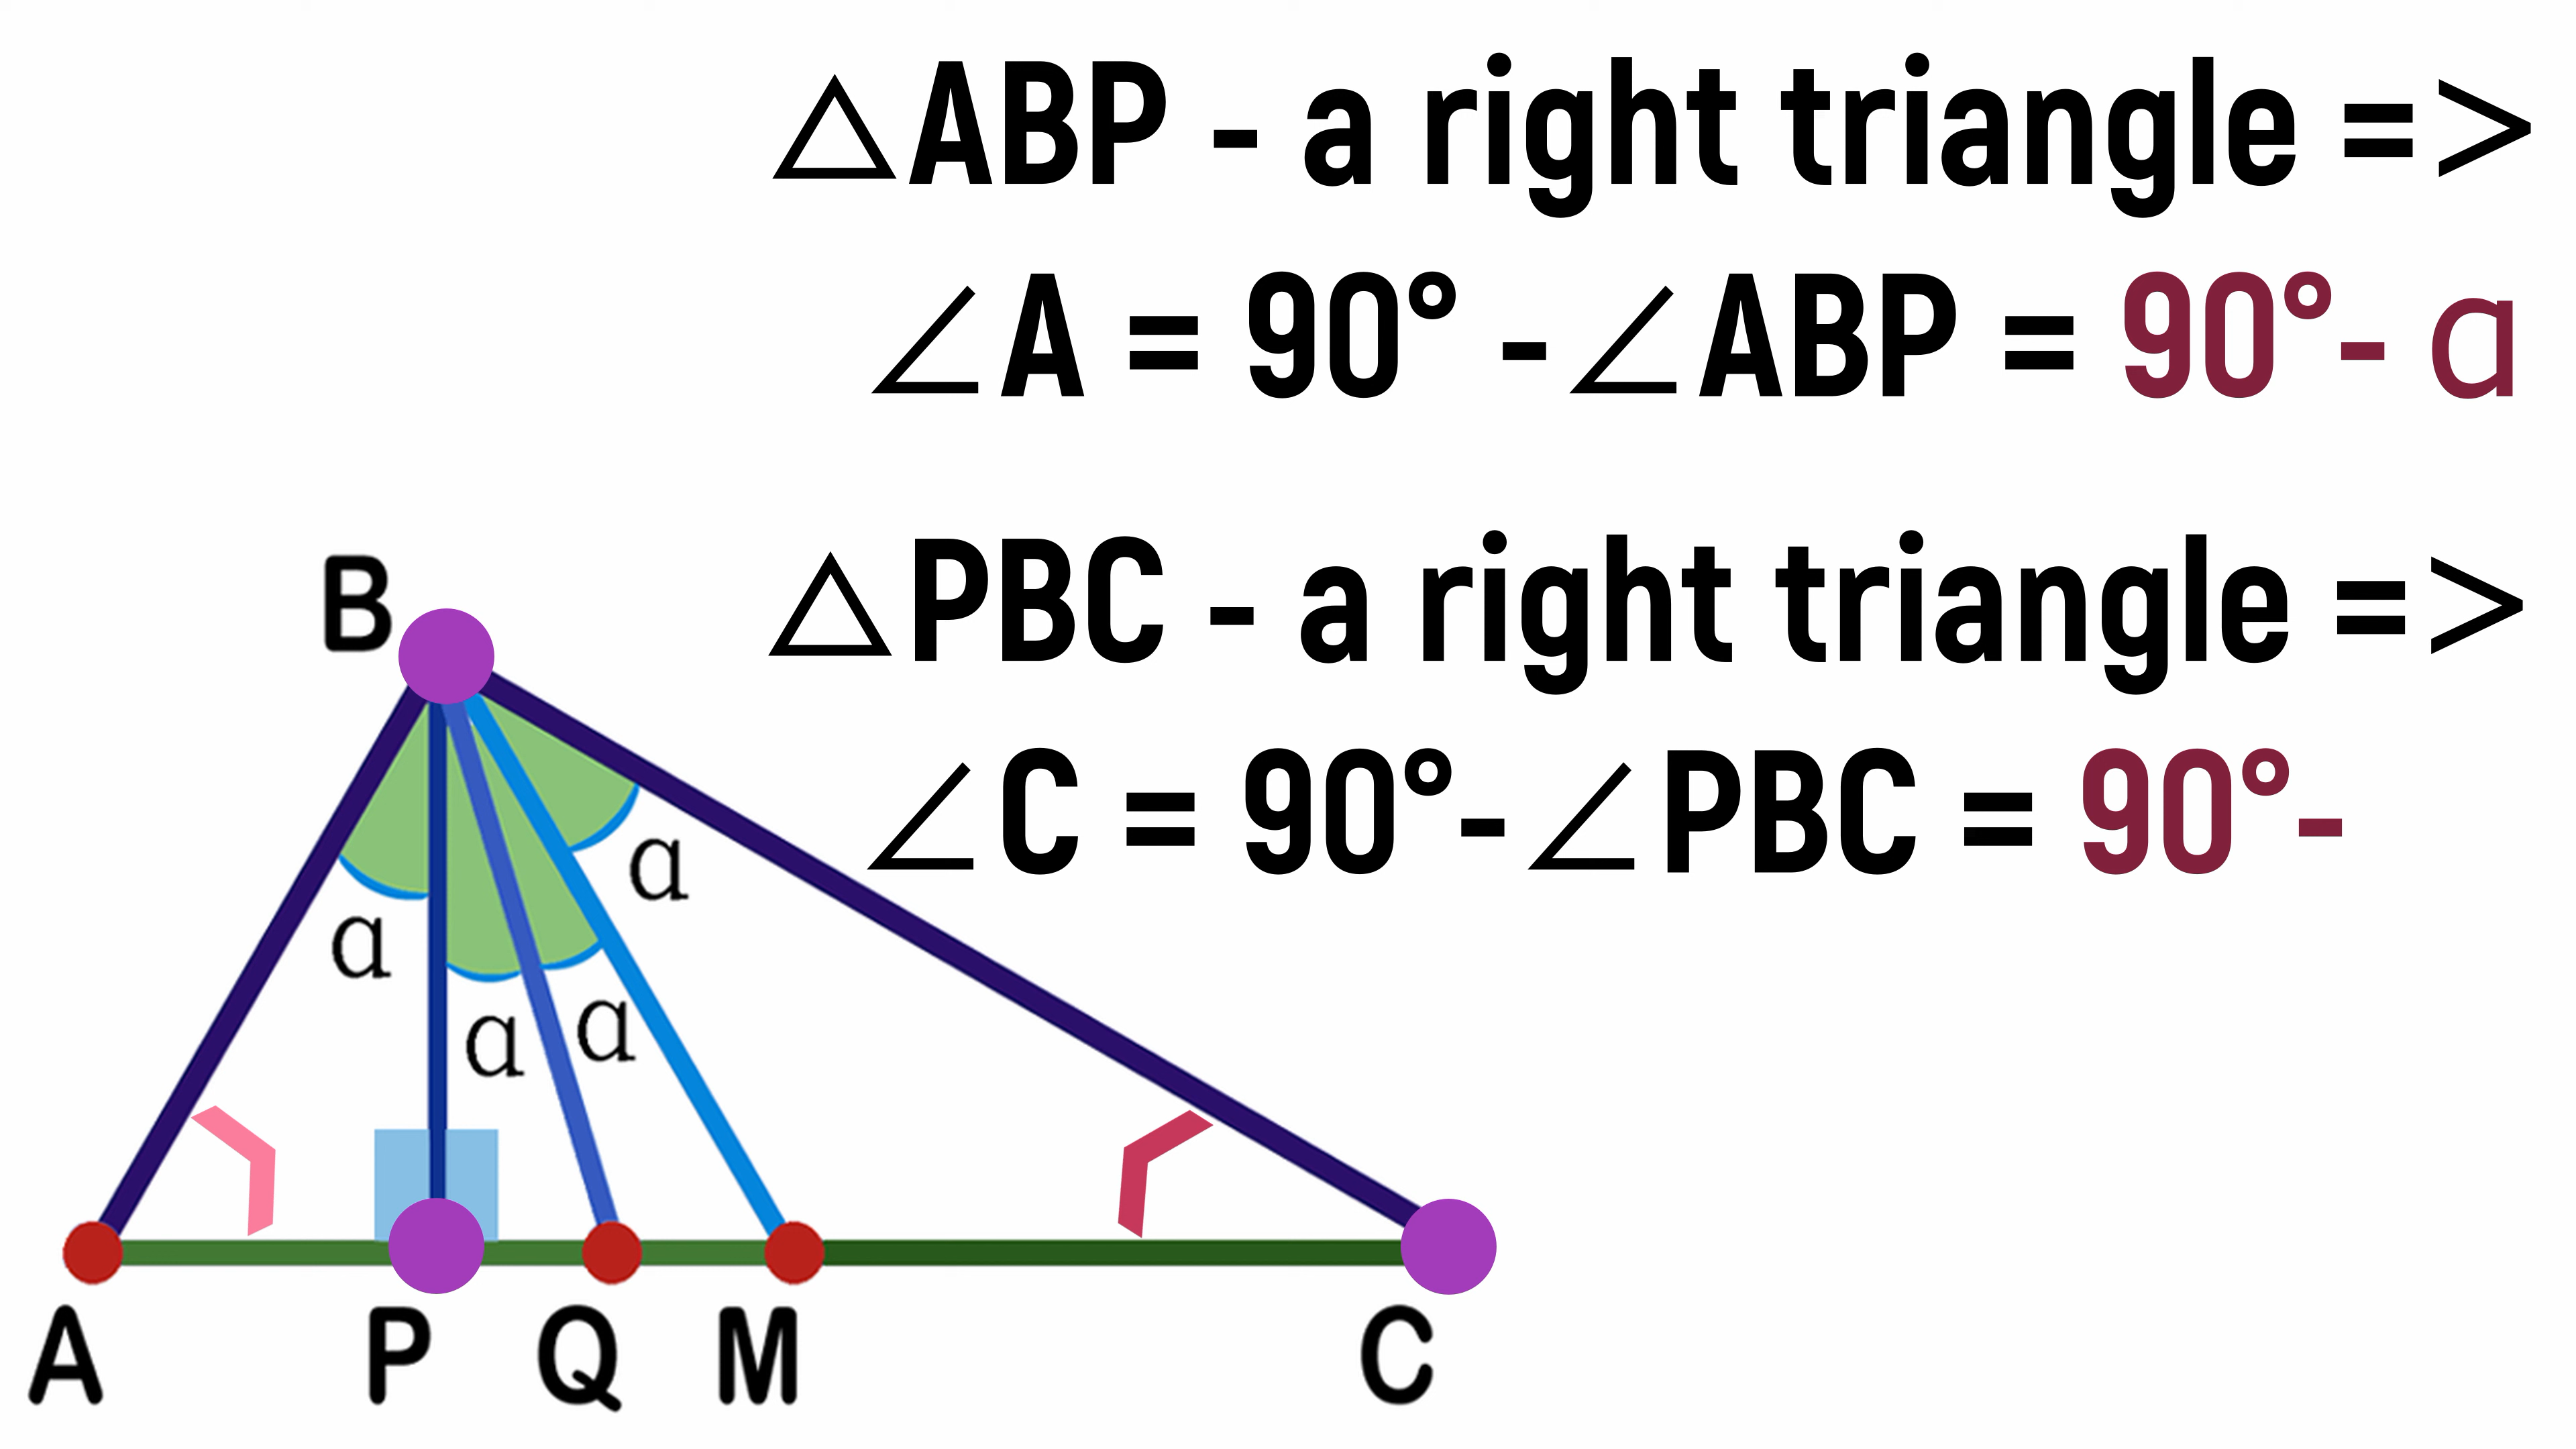 △ABP - a right triangle =>
∠A = 90° -∠ABP = 90°- α
△PBC - a right triangle =>
∠C = 90°-∠PBC = 90°-
B
α
α
α
α
A
P
Q
M
C